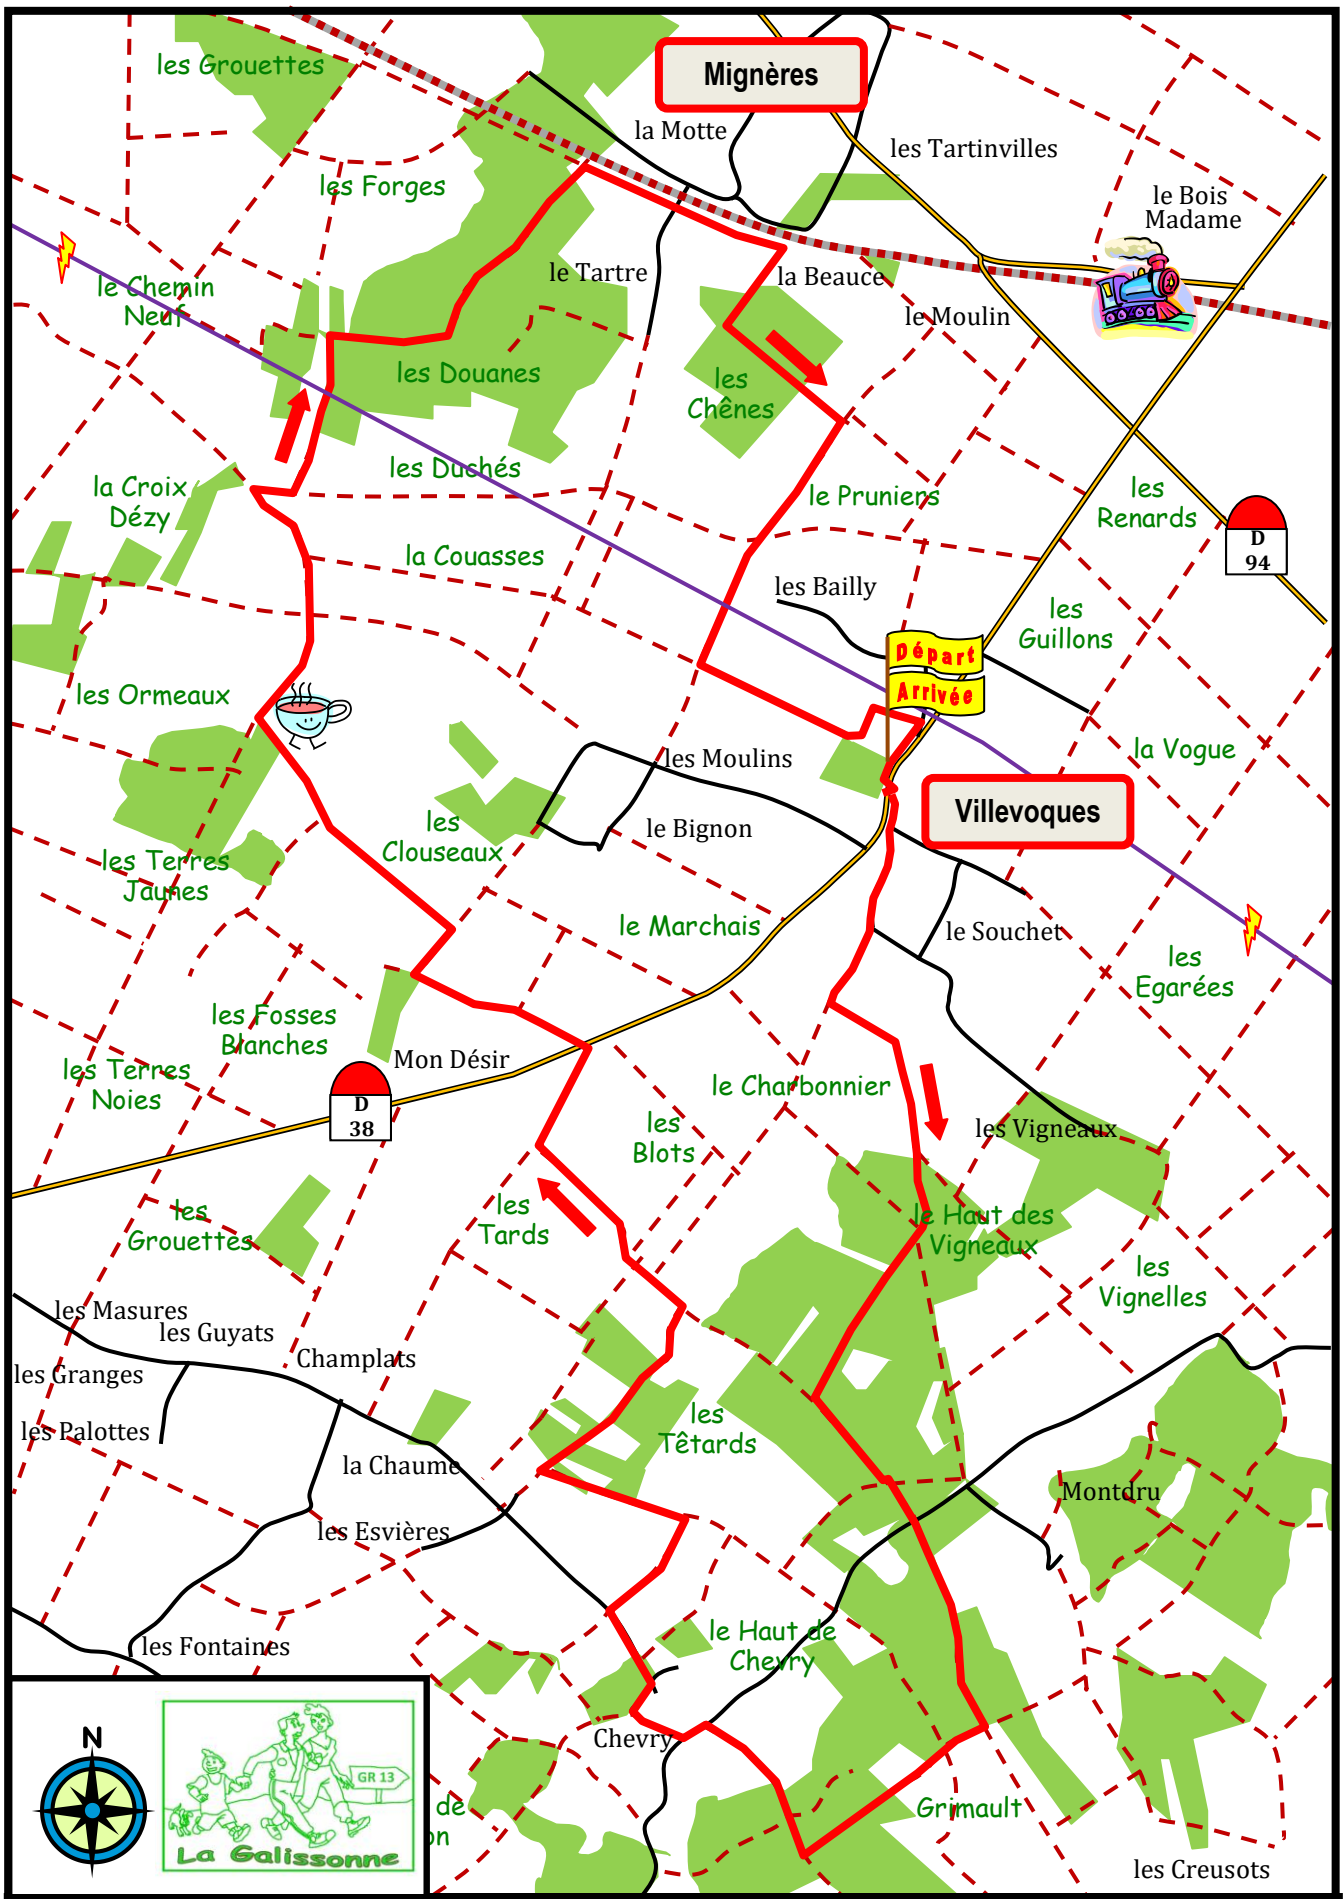 les Grouettes
Mignères
la Motte
les Tartinvilles
les Forges
le Bois
Madame
le Tartre
la Beauce
le Chemin
Neuf
le Moulin
les Douanes
les
Chênes
les Duchés
la Croix
Dézy
le Pruniers
les
Renards
D
94
la Couasses
les Bailly
les
Guillons
Départ
Arrivée
les Ormeaux
les Moulins
la Vogue
Villevoques
les
Clouseaux
le Bignon
les Terres
Jaunes
le Marchais
le Souchet
les
Egarées
les Fosses
Blanches
Mon Désir
les Terres
Noies
D
38
le Charbonnier
les
Blots
les Vigneaux
les
Grouettes
les
Tards
le Haut des
Vigneaux
les
Vignelles
les Masures
les Guyats
Champlats
les Granges
les Palottes
les
Têtards
la Chaume
Montdru
les Esvières
les Fontaines
le Haut de
Chevry
Chevry
N
GR 13
La Galissonne
de
on
Grimault
les Creusots